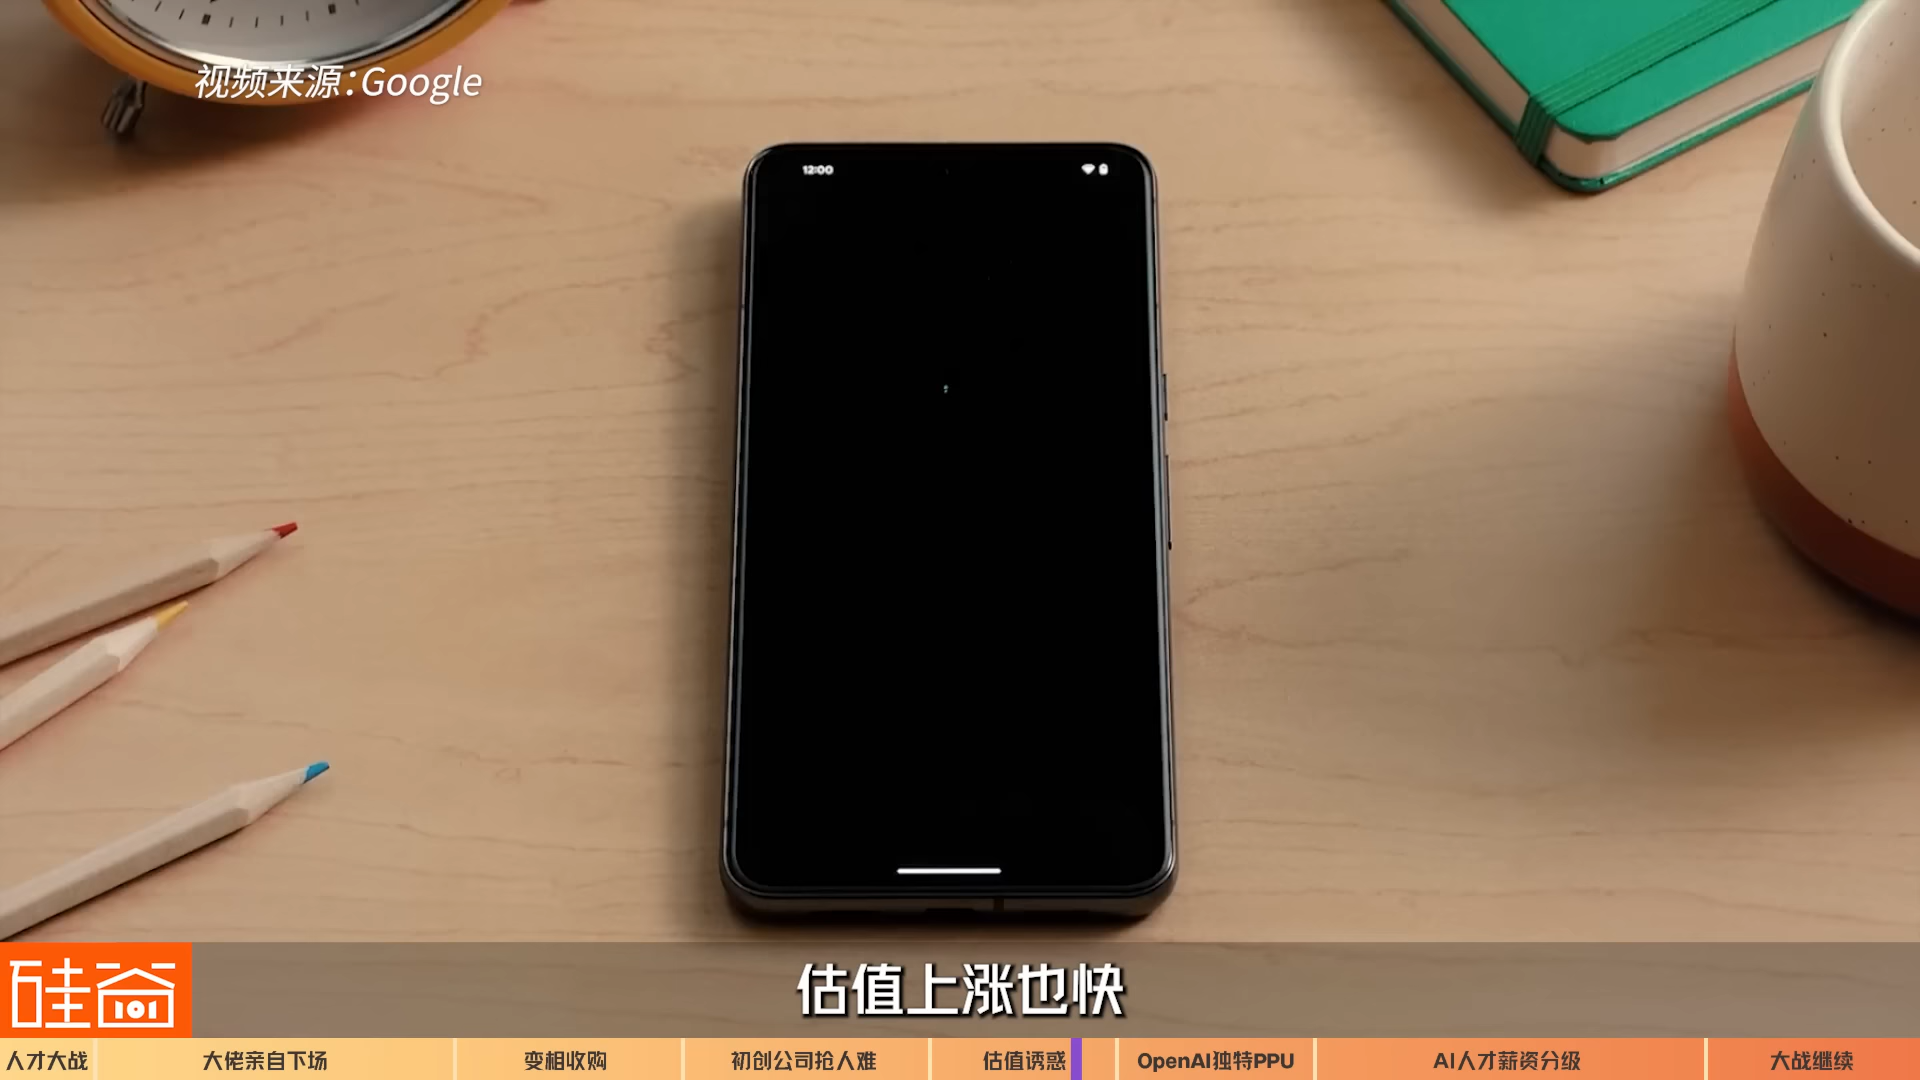 视频来源：Google
12:00
估值上涨也快
硅谷
101
人才大战
大佬亲自下场
变相收购
初创公司抢人难
估值诱惑
OpenAI独特PPU
AI人才薪资分级
大战继续